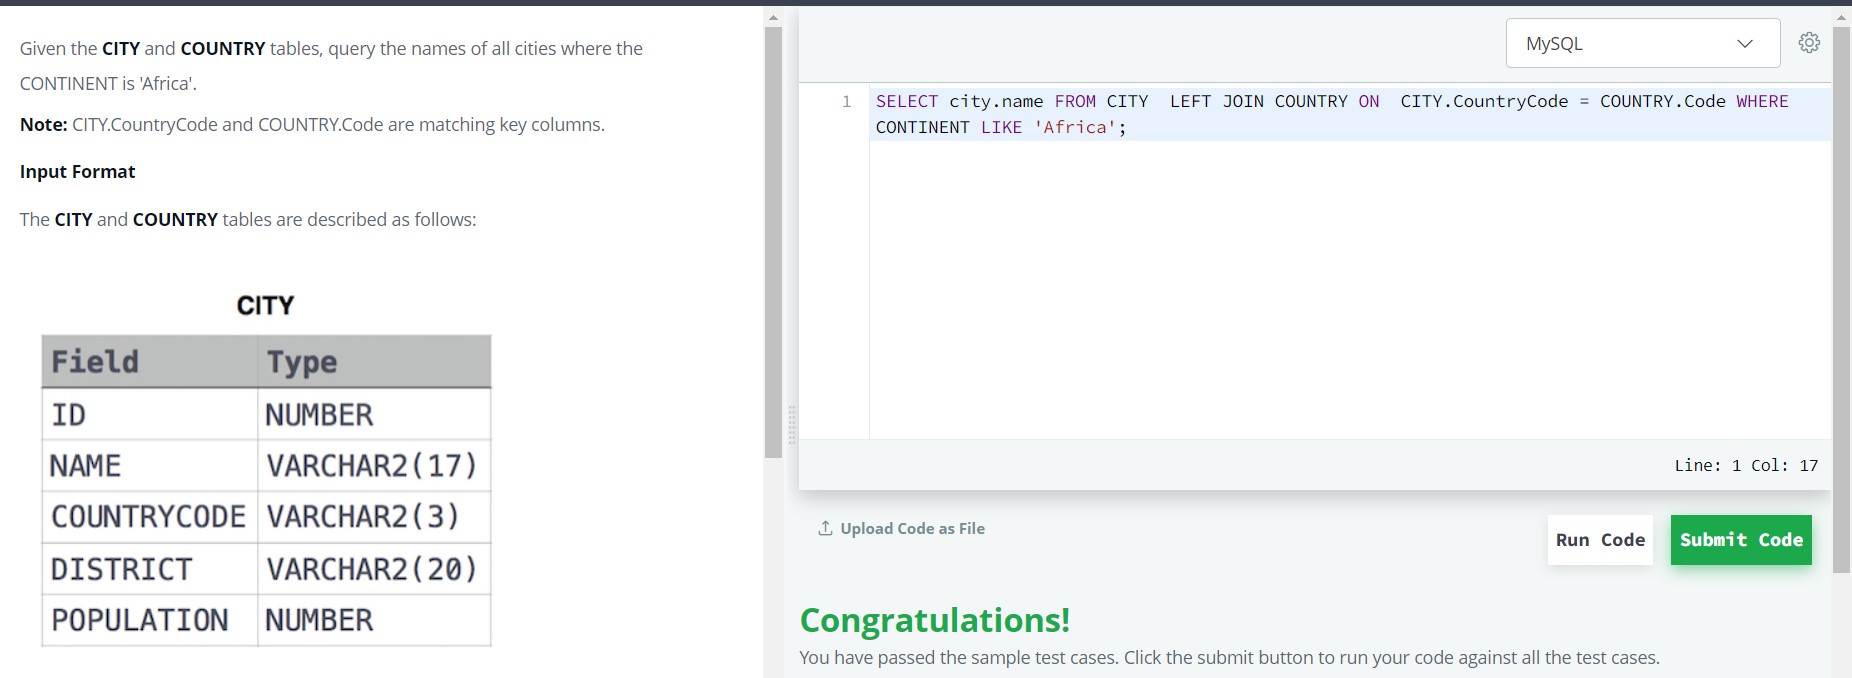 Given the CITY and COUNTRY tables, query the names of all cities where the
CONTINENT is 'Africa'.
Note: CITY.CountryCode and COUNTRY.Code are matching key columns.
Input Format
The CITY and COUNTRY tables are described as follows:
CITY
Field Type
ID NUMBER
NAME VARCHAR2(17)
COUNTRYCODE VARCHAR2(3)
DISTRICT VARCHAR2(20)
POPULATION NUMBER
MySQL
1 SELECT city.name FROM CITY  LEFT JOIN COUNTRY ON  CITY.CountryCode = COUNTRY.Code WHERE
CONTINENT LIKE 'Africa';
Line: 1 Col: 17
Upload Code as File
Run Code
Submit Code
Congratulations!
You have passed the sample test cases. Click the submit button to run your code against all the test cases.